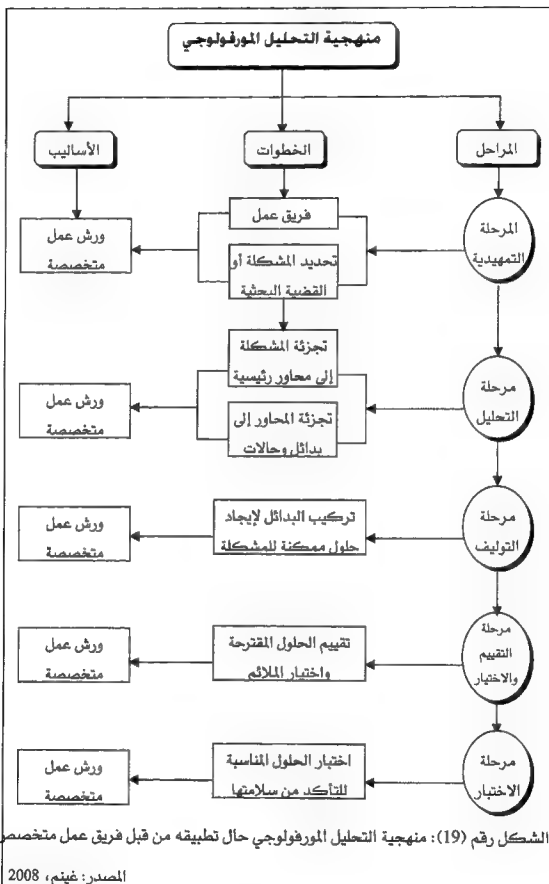 منهجية التحليل المورفولوجي
المراحل
الخطوات
الأساليب
المرحلة
التمهيدية
فريق عمل
تحديد المشكلة أو
القضية البحثية
ورش عمل
متخصصة
مرحلة
التحليل
تجزئة المشكلة
إلى محاور رئيسية
تجزئة المحاور إلى
بدائل وحالات
ورش عمل
متخصصة
مرحلة
التوليف
تركيب البدائل لإيجاد
حلول ممكنة للمشكلة
ورش عمل
متخصصة
مرحلة
التقييم
والاختيار
تقييم الحلول المقترحة
واختيار الملائم
ورش عمل
متخصصة
مرحلة
الاختبار
اختبار الحلول المناسبة
للتأكد من سلامتها
ورش عمل
متخصصة
الشكل رقم (19): منهجية التحليل المورفولوجي حال تطبيقه من قبل فريق عمل متخصص
المصدر: غينم، 2008